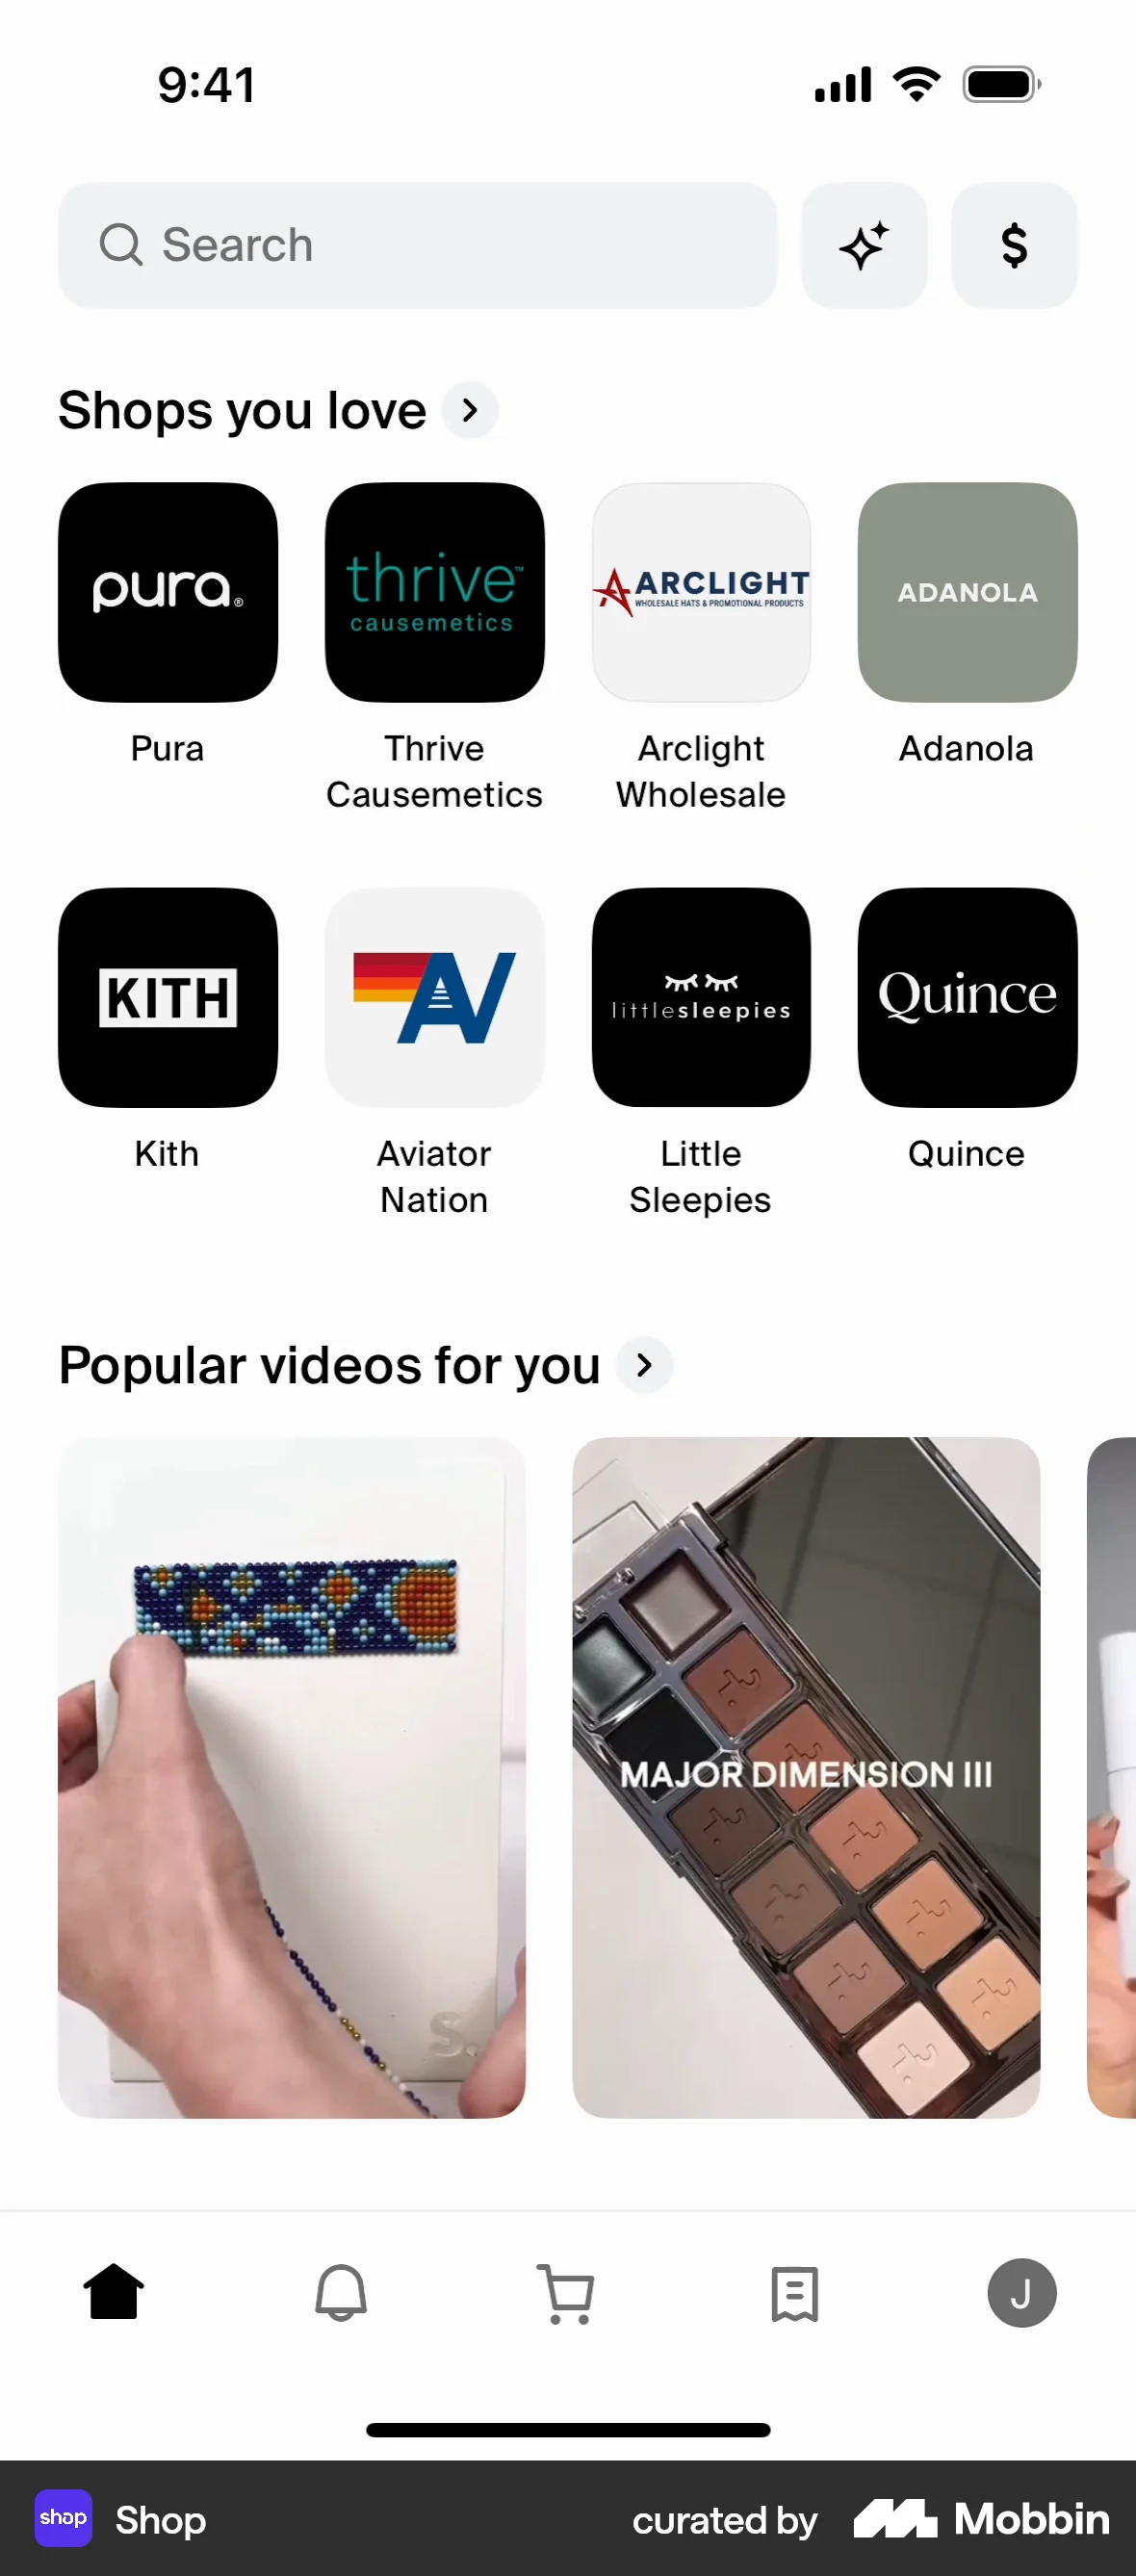 9:41
Search
$
Shops you love
pura®
thrive™
causemetics
ARCLIGHT
WHOLESALE HATS & PROMOTIONAL PRODUCTS
ADANOLA
Pura
Thrive
Causemetics
Arclight
Wholesale
Adanola
KITH
AV
littlesleepies
Quince
Kith
Aviator
Nation
Little
Sleepies
Quince
Popular videos for you
S.
MAJOR DIMENSION III
J
shop
Shop
curated by
Mobbin